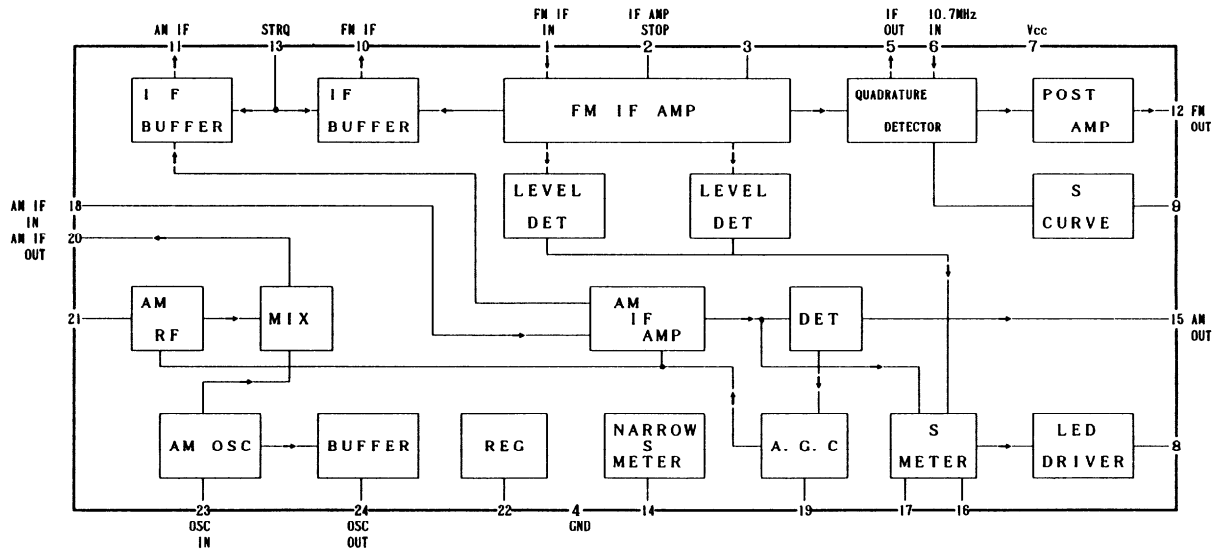 AM IF
11
STRQ
13
FM IF
10
FM IF
IN
1
IF AMP
STOP
2
3
IF
OUT
5
10.7MHz
IN
6
Vcc
7
I F
BUFFER
IF
BUFFER
FM IF AMP
QUADRATURE
DETECTOR
POST
AMP
12 FM
OUT
LEVEL
DET
LEVEL
DET
S
CURVE
9
AM IF 18
IN
AM IF 20
OUT
21
AM
RF
MIX
AM
IF
AMP
DET
15 AM
OUT
AM OSC
BUFFER
REG
NARROW
S
METER
A.G.C
S
METER
LED
DRIVER
8
23
OSC
IN
24
OSC
OUT
22
4
GND
14
19
17
16